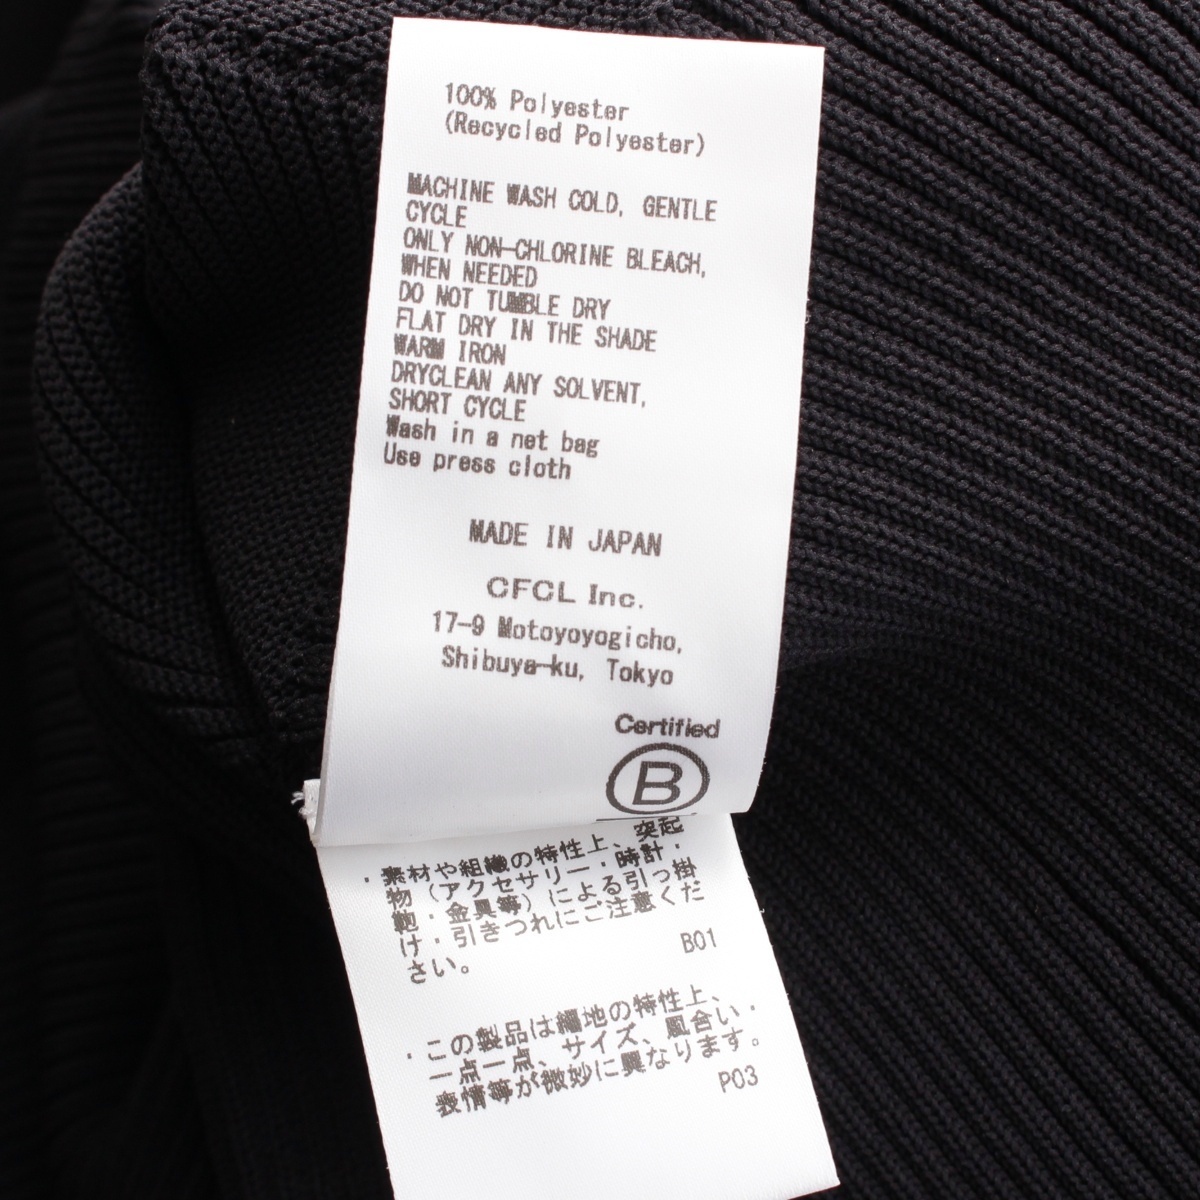 100% Polyester
(Recycled Polyester)
MACHINE WASH COLD, GENTLE
CYCLE
ONLY NON-CHLORINE BLEACH,
WHEN NEEDED
DO NOT TUMBLE DRY
FLAT DRY IN THE SHADE
WARM IRON
DRYCLEAN ANY SOLVENT,
SHORT CYCLE
Wash in a net bag
Use press cloth
MADE IN JAPAN
CFCL Inc.
17-9 Motoyoyogicho,
Shibuya-ku, Tokyo
Certified
B
・素材や組織の特性上、突起
物(アクセサリー・時計・
鞄・金具等)による引っ掛
け・引きつれにご注意くだ
さい。
B01
・この製品は編地の特性上、
一点一点、サイズ、風合い・
表情等が微妙に異なります。
P03